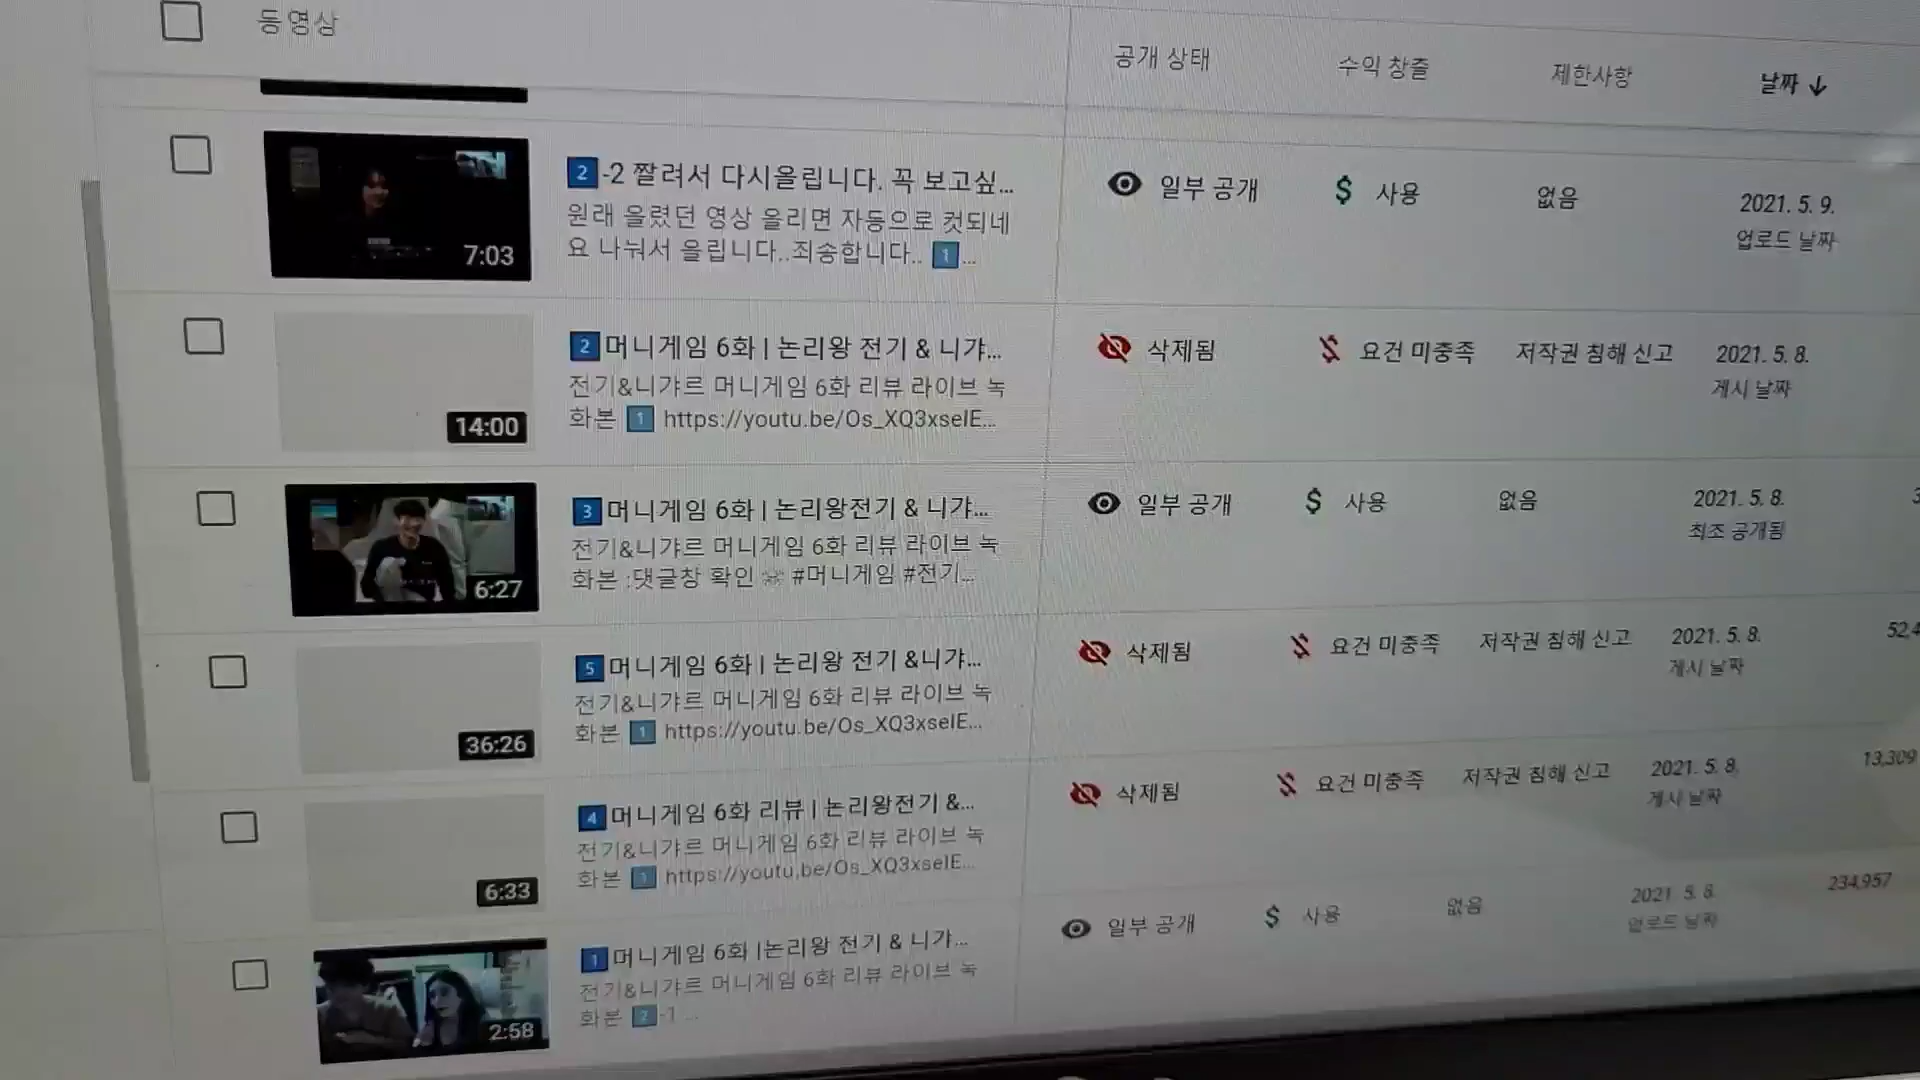 동영상
공개 상태
수익 창출
제한사항
날짜 ↓
7:03
2 -2 짤려서 다시올립니다. 꼭 보고싶...
원래 올렸던 영상 올리면 자동으로 컷되네
요 나눠서 올립니다..죄송합니다.. 1 ...
일부 공개
$ 사용
없음
2021. 5. 9.
업로드 날짜
14:00
2 머니게임 6화 | 논리왕 전기 & 니갸...
전기&니갸르 머니게임 6화 리뷰 라이브 녹
화본 1 https://youtu.be/Os_XQ3xseIE...
삭제됨
요건 미충족
저작권 침해 신고
2021. 5. 8.
게시 날짜
6:27
3 머니게임 6화 | 논리왕전기 & 니갸...
전기&니갸르 머니게임 6화 리뷰 라이브 녹
화본 :댓글창 확인 #머니게임 #전기...
일부 공개
$ 사용
없음
2021. 5. 8.
최초 공개됨
36:26
5 머니게임 6화 | 논리왕 전기 &니갸...
전기&니갸르 머니게임 6화 리뷰 라이브 녹
화본 1 https://youtu.be/Os_XQ3xseIE...
삭제됨
요건 미충족
저작권 침해 신고
2021. 5. 8.
게시 날짜
52,4
6:33
4 머니게임 6화 리뷰 | 논리왕전기 &...
전기&니갸르 머니게임 6화 리뷰 라이브 녹
화본 1 https://youtu.be/Os_XQ3xseIE...
삭제됨
요건 미충족
저작권 침해 신고
2021. 5. 8.
게시 날짜
13,309
2:58
1 머니게임 6화 |논리왕 전기 & 니갸...
전기&니갸르 머니게임 6화 리뷰 라이브 녹
화본 2 -1 ...
일부 공개
$ 사용
없음
2021. 5. 8.
업로드 날짜
234,957